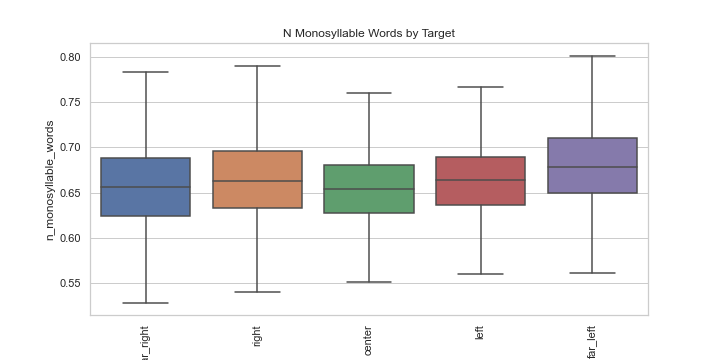 N Monosyllable Words by Target
0.80
0.75
0.70
0.65
0.60
0.55
n_monosyllable_words
right
center
left
far_left